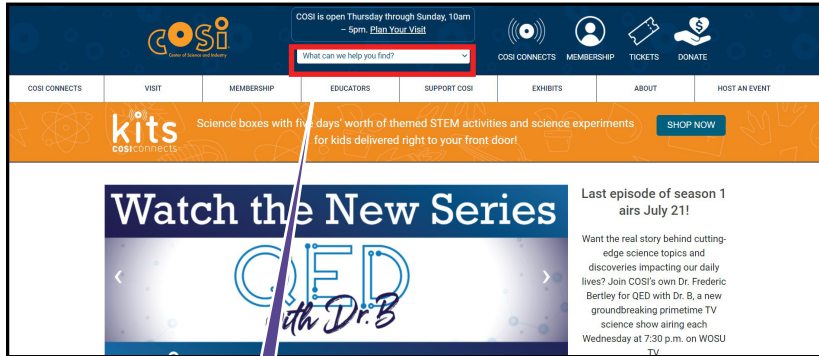 COSI
Center of Science and Industry
COSI is open Thursday through Sunday, 10am
– 5pm. Plan Your Visit
What can we help you find?
COSI CONNECTS MEMBERSHIP TICKETS DONATE
COSI CONNECTS VISIT MEMBERSHIP EDUCATORS SUPPORT COSI EXHIBITS ABOUT HOST AN EVENT
kits
COSI connects
Science boxes with five days' worth of themed STEM activities and science experiments
for kids delivered right to your front door!
SHOP NOW
Watch the New Series
QED
with Dr. B
Last episode of season 1
airs July 21!
Want the real story behind cutting-
edge science topics and
discoveries impacting our daily
lives? Join COSI's own Dr. Frederic
Bertley for QED with Dr. B, a new
groundbreaking primetime TV
science show airing each
Wednesday at 7:30 p.m. on WOSU
TV